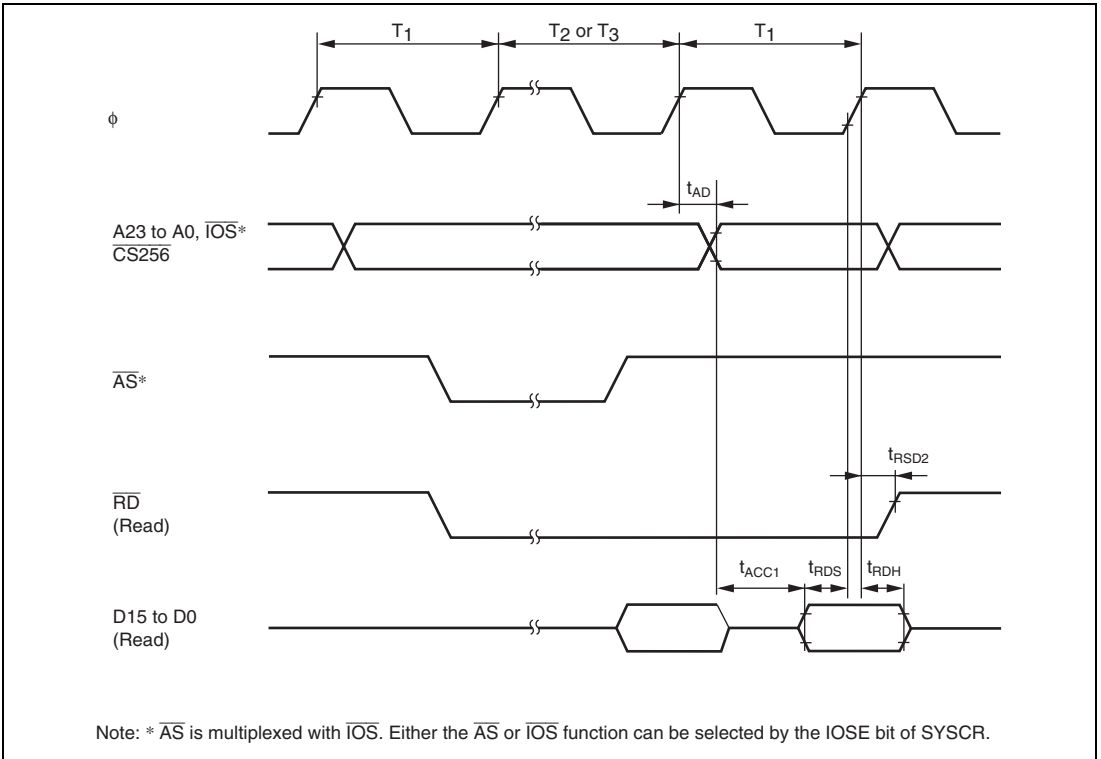 T1 T2 or T3 T1
ϕ
tAD
A23 to A0, IOS*
CS256
AS*
tRSD2
RD
(Read)
tACC1 tRDS tRDH
D15 to D0
(Read)
Note: * AS is multiplexed with IOS. Either the AS or IOS function can be selected by the IOSE bit of SYSCR.